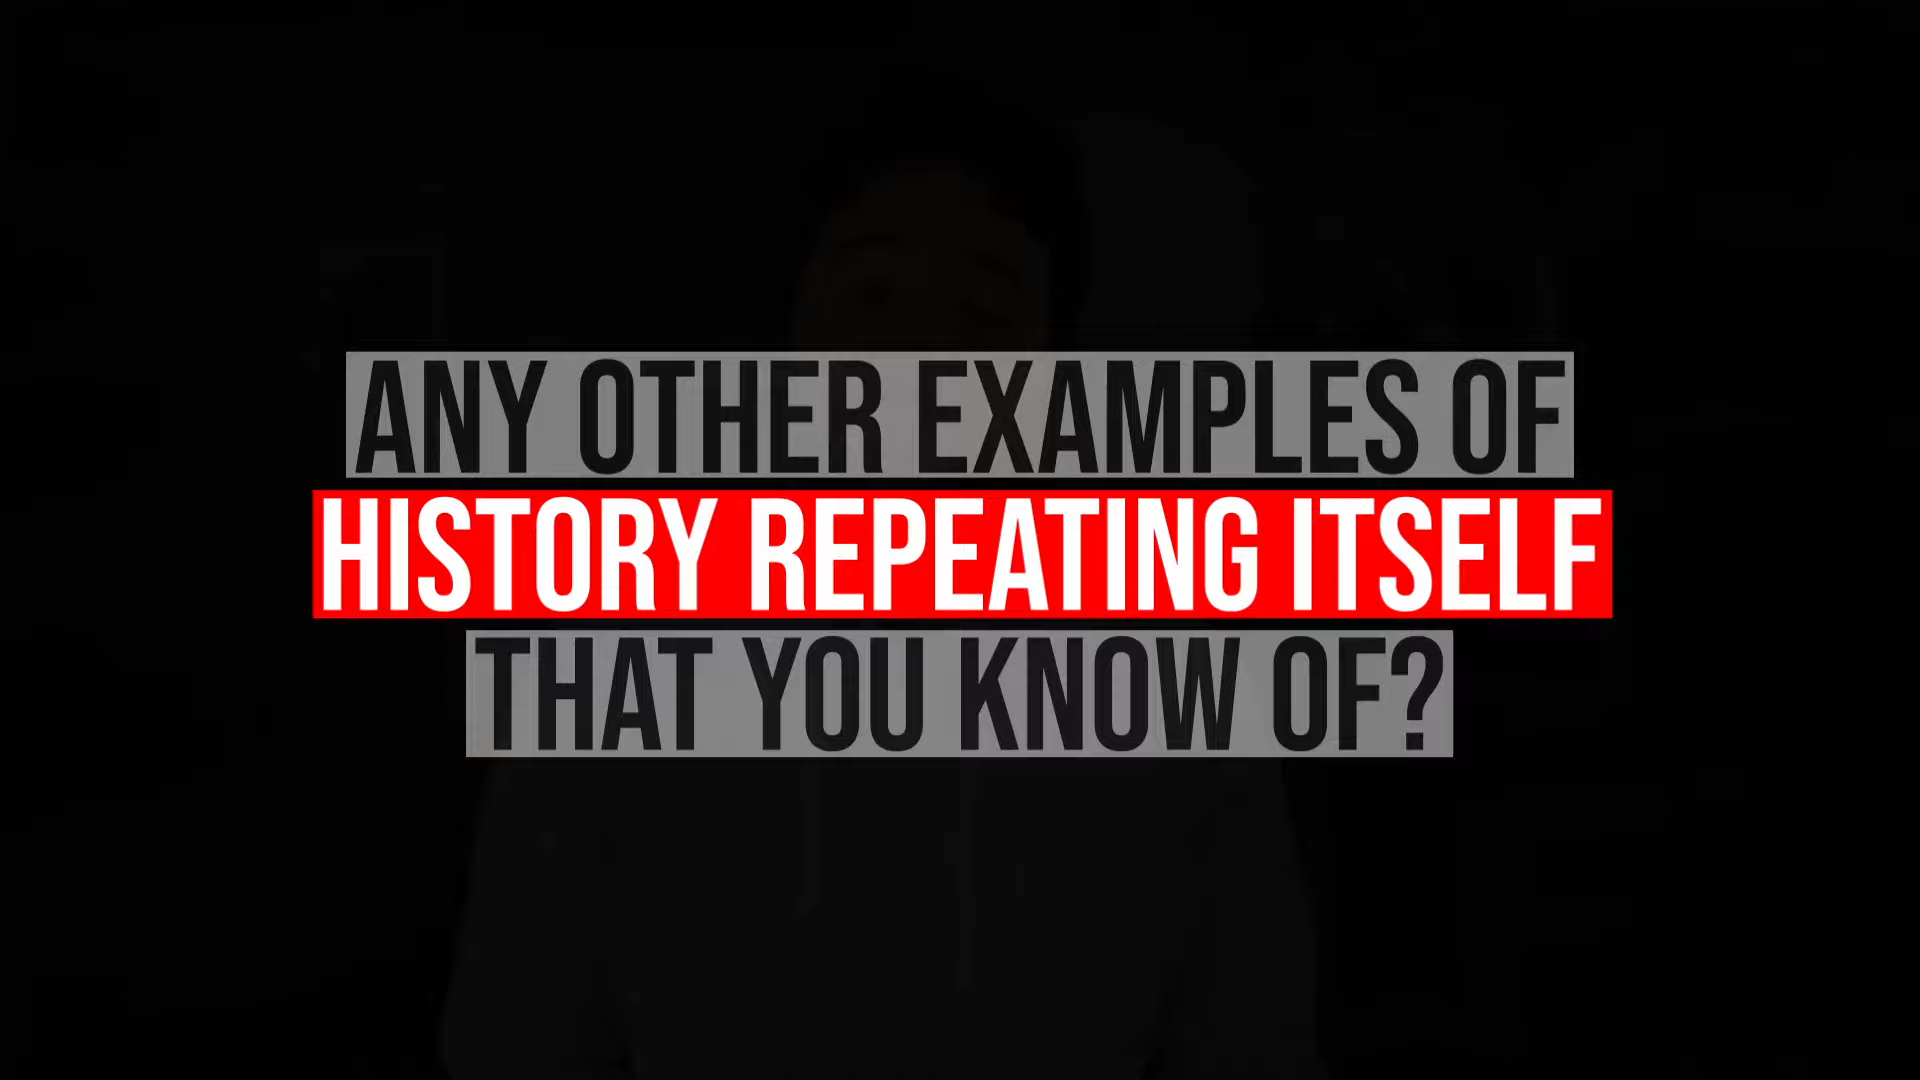 ANY OTHER EXAMPLES OF
HISTORY REPEATING ITSELF
THAT YOU KNOW OF?